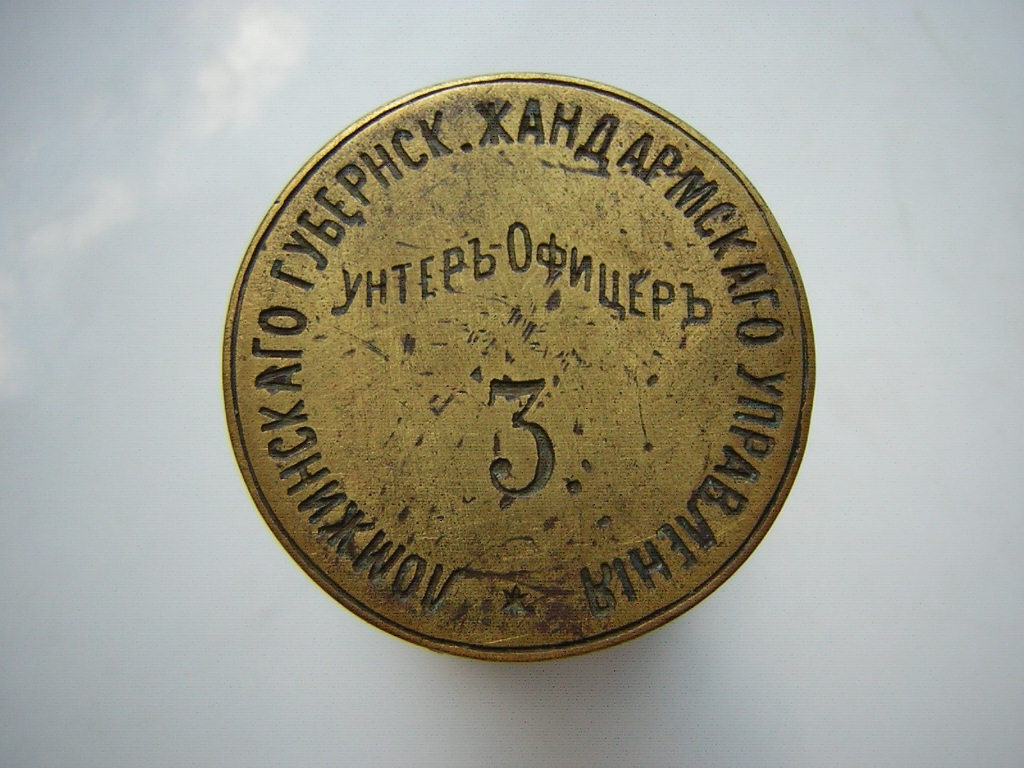 ЛОМЖИНСКАГО ГУБЕРНСК. ЖАНДАРМСКАГО УПРАВЛЕНІЯ
УНТЕРЪ-ОФИЦЕРЪ
3